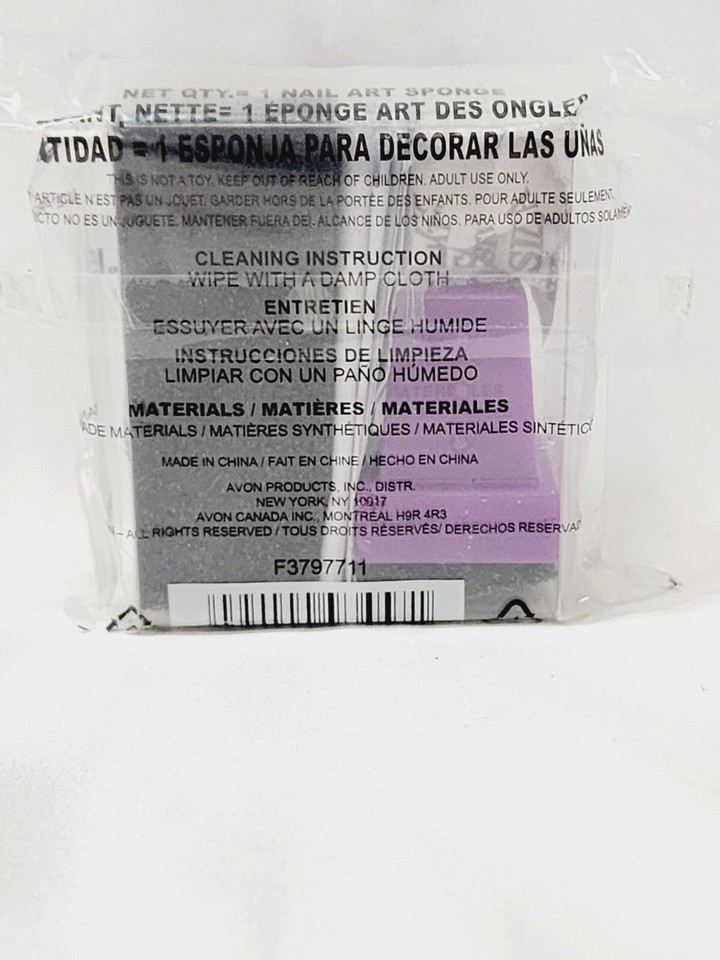 NET QTY.= 1 NAIL ART SPONGE
NETTE= 1 ÉPONGE ART DES ONGLES
TIDAD = 1 ESPONJA PARA DECORAR LAS UÑAS
THIS IS NOT A TOY. KEEP OUT OF REACH OF CHILDREN. ADULT USE ONLY.
ARTICLE N'EST PAS UN JOUET. GARDER HORS DE LA PORTÉE DES ENFANTS. POUR ADULTE SEULEMENT.
CTO NO ES UN JUGUETE. MANTENER FUERA DEL ALCANCE DE LOS NIÑOS. PARA USO DE ADULTOS SOLAMEN
CLEANING INSTRUCTION
WIPE WITH A DAMP CLOTH
ENTRETIEN
ESSUYER AVEC UN LINGE HUMIDE
INSTRUCCIONES DE LIMPIEZA
LIMPIAR CON UN PAÑO HÚMEDO
MATERIALS / MATIÈRES / MATERIALES
ADE MATERIALS / MATIÈRES SYNTHÉTIQUES / MATERIALES SINTÉTIC
MADE IN CHINA / FAIT EN CHINE / HECHO EN CHINA
AVON PRODUCTS, INC., DISTR.
NEW YORK, NY 10017
AVON CANADA INC., MONTRÉAL H9R 4R3
– ALL RIGHTS RESERVED / TOUS DROITS RÉSERVÉS/ DERECHOS RESERVAD
F3797711